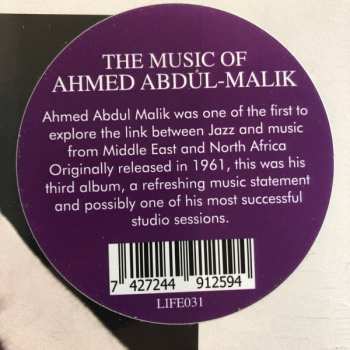 THE MUSIC OF
AHMED ABDÚL-MALIK
Ahmed Abdul Malik was one of the first to
explore the link between Jazz and music
from Middle East and North Africa
Originally released in 1961, this was his
third album, a refreshing music statement
and possibly one of his most successful
studio sessions.
7 427244 912594
LIFE031